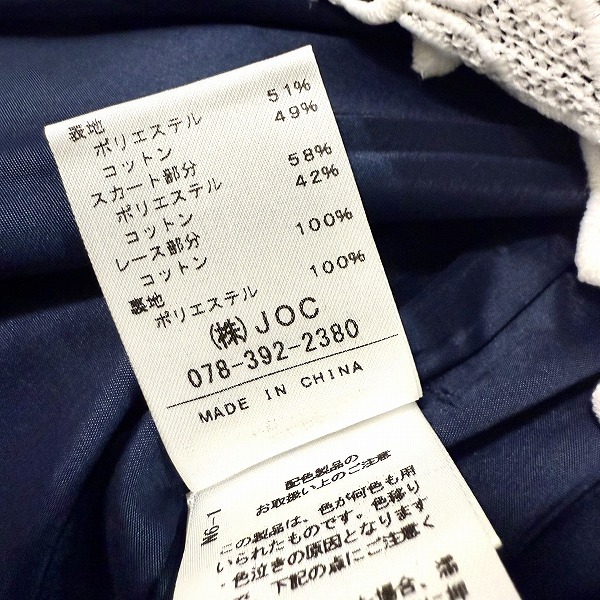 表地
ポリエステル 51%
コットン 49%
スカート部分
ポリエステル 58%
コットン 42%
レース部分
コットン 100%
裏地
ポリエステル 100%
(株)JOC
078-392-2380
MADE IN CHINA
W6-1
配色製品の
お取扱い上のご注意
この製品は、色が何色も用
いられたものです。色移り
・色泣きの原因となります
下記の点にご注意く